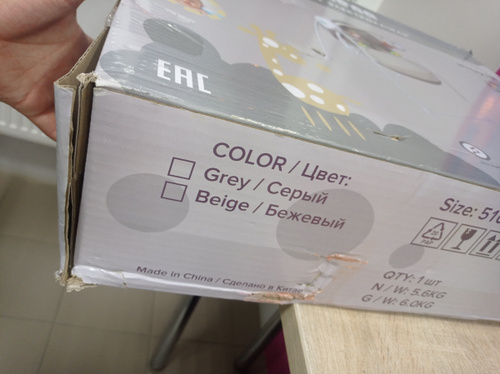 EAC
COLOR / Цвет:
Grey / Серый
Beige / Бежевый
Made in China / Сделано в
Size:
QTY: 1 шт
N / W: 5.6KG
G / W: 6.0KG